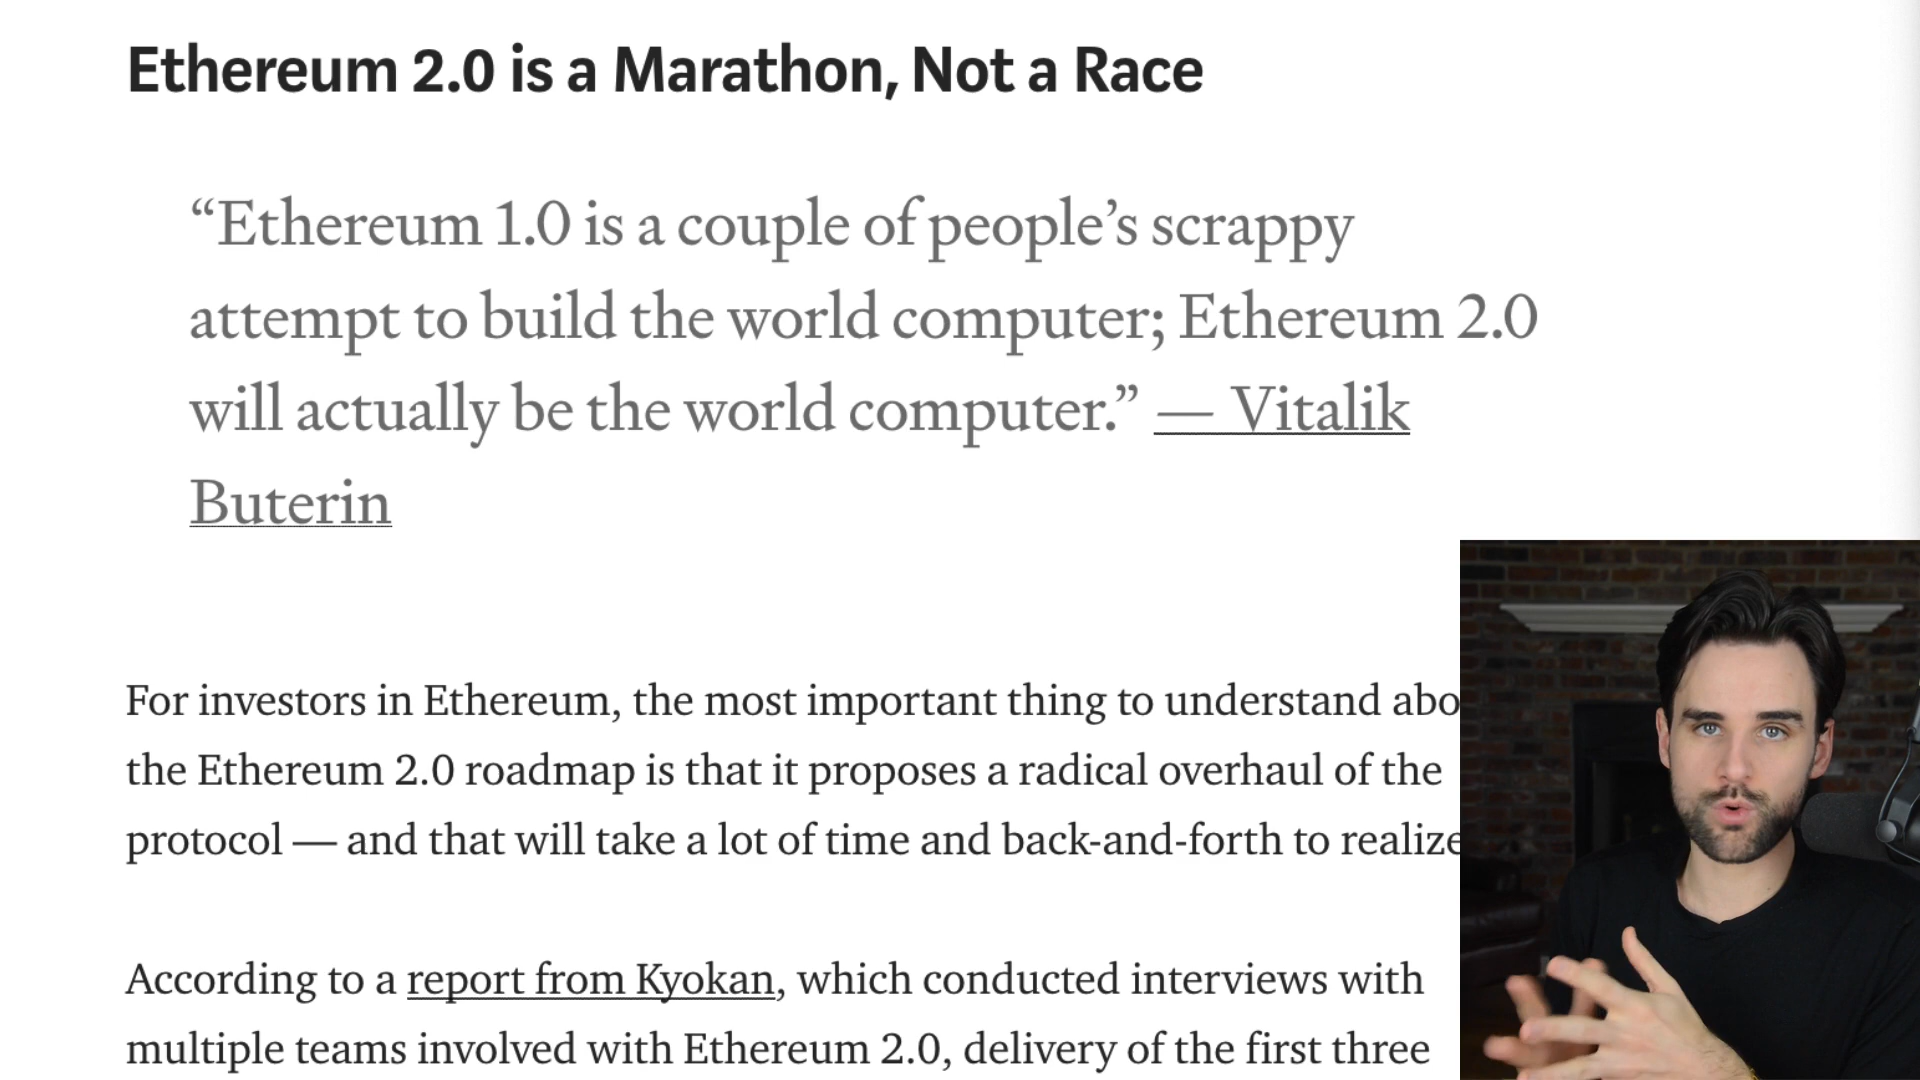 Ethereum 2.0 is a Marathon, Not a Race
“Ethereum 1.0 is a couple of people’s scrappy
attempt to build the world computer; Ethereum 2.0
will actually be the world computer.” — Vitalik
Buterin
For investors in Ethereum, the most important thing to understand abo
the Ethereum 2.0 roadmap is that it proposes a radical overhaul of the
protocol — and that will take a lot of time and back-and-forth to realize
According to a report from Kyokan, which conducted interviews with
multiple teams involved with Ethereum 2.0, delivery of the first three